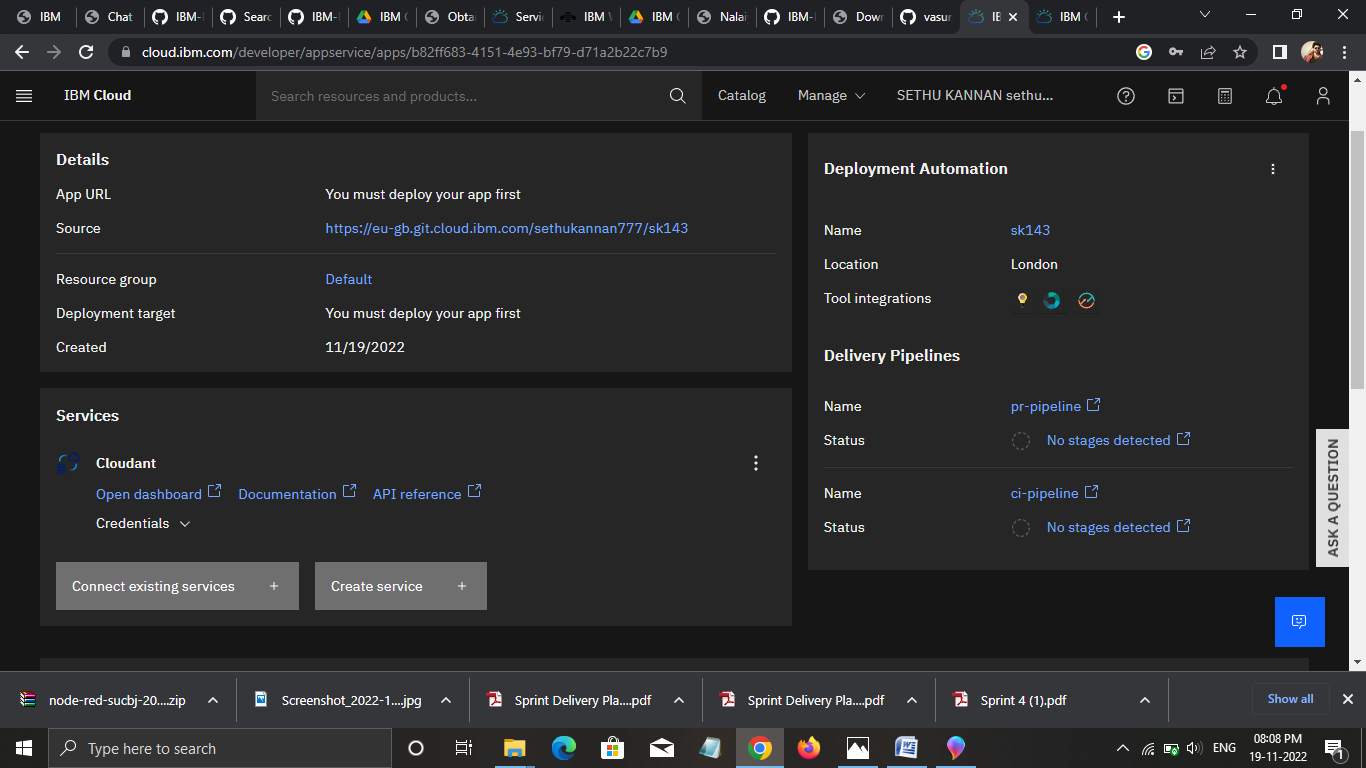 IBM
Chat
IBM-
Searc
IBM-
IBM
Obta
Servi
IBM
IBM
Nalai
IBM-
Down
vasu
IBM
cloud.ibm.com/developer/appservice/apps/b82ff683-4151-4e93-bf79-d71a2b22c7b9
IBM Cloud
Search resources and products...
Catalog
Manage
SETHU KANNAN sethu...
Details
App URL You must deploy your app first
Source https://eu-gb.git.cloud.ibm.com/sethukannan777/sk143
Resource group Default
Deployment target You must deploy your app first
Created 11/19/2022
Services
Cloudant
Open dashboard Documentation API reference
Credentials
Connect existing services +
Create service +
Deployment Automation
Name sk143
Location London
Tool integrations
Delivery Pipelines
Name pr-pipeline
Status No stages detected
Name ci-pipeline
Status No stages detected
ASK A QUESTION
node-red-sucbj-20....zip
Screenshot_2022-1....jpg
Sprint Delivery Pla....pdf
Sprint Delivery Pla....pdf
Sprint 4 (1).pdf
Show all
Type here to search
ENG
08:08 PM
19-11-2022
1